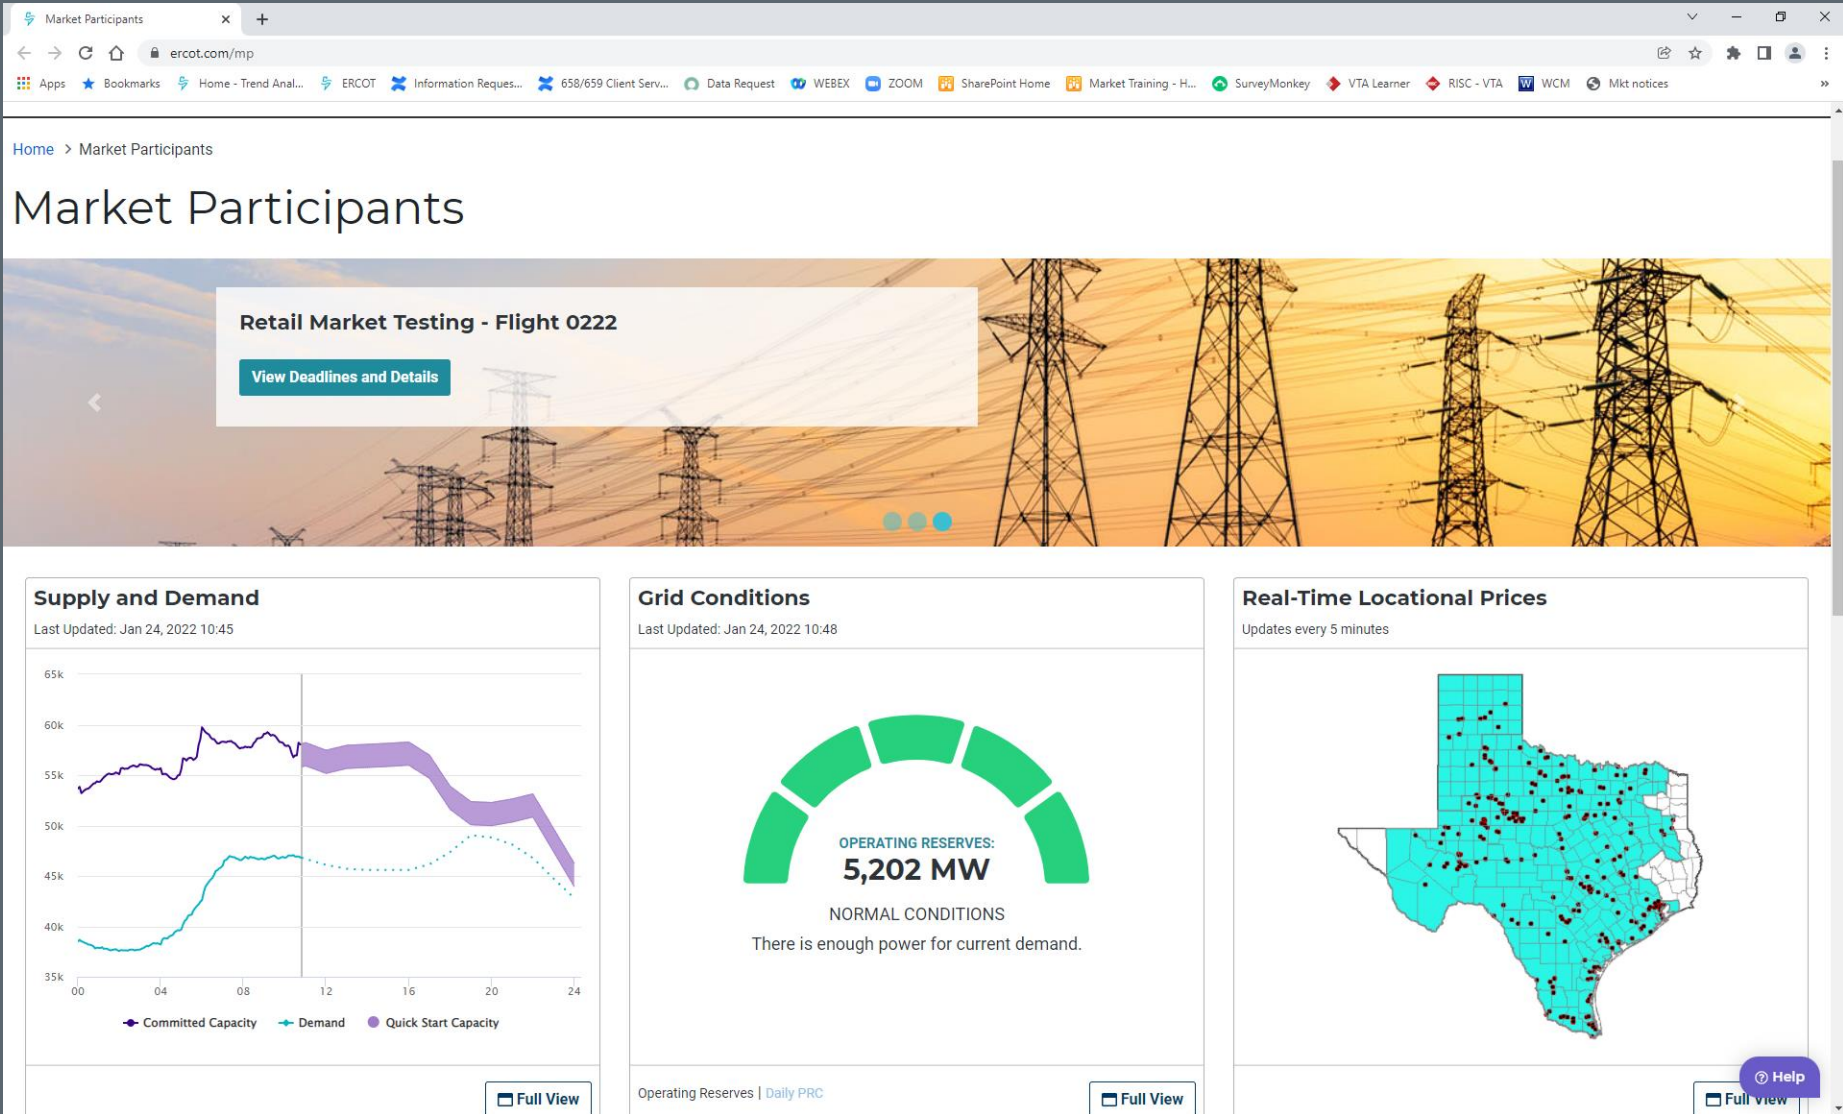 Market Participants
ercot.com/mp
Apps Bookmarks Home - Trend Anal... ERCOT Information Reques... 658/659 Client Serv... Data Request WEBEX ZOOM SharePoint Home Market Training - H... SurveyMonkey VTA Learner RISC - VTA WCM Mkt notices
Home > Market Participants
Market Participants
Retail Market Testing - Flight 0222
View Deadlines and Details
Supply and Demand
Last Updated: Jan 24, 2022 10:45
65k
60k
55k
50k
45k
40k
35k
00 04 08 12 16 20 24
Committed Capacity Demand Quick Start Capacity
Full View
Grid Conditions
Last Updated: Jan 24, 2022 10:48
OPERATING RESERVES:
5,202 MW
NORMAL CONDITIONS
There is enough power for current demand.
Operating Reserves | Daily PRC
Full View
Real-Time Locational Prices
Updates every 5 minutes
Help
Full View